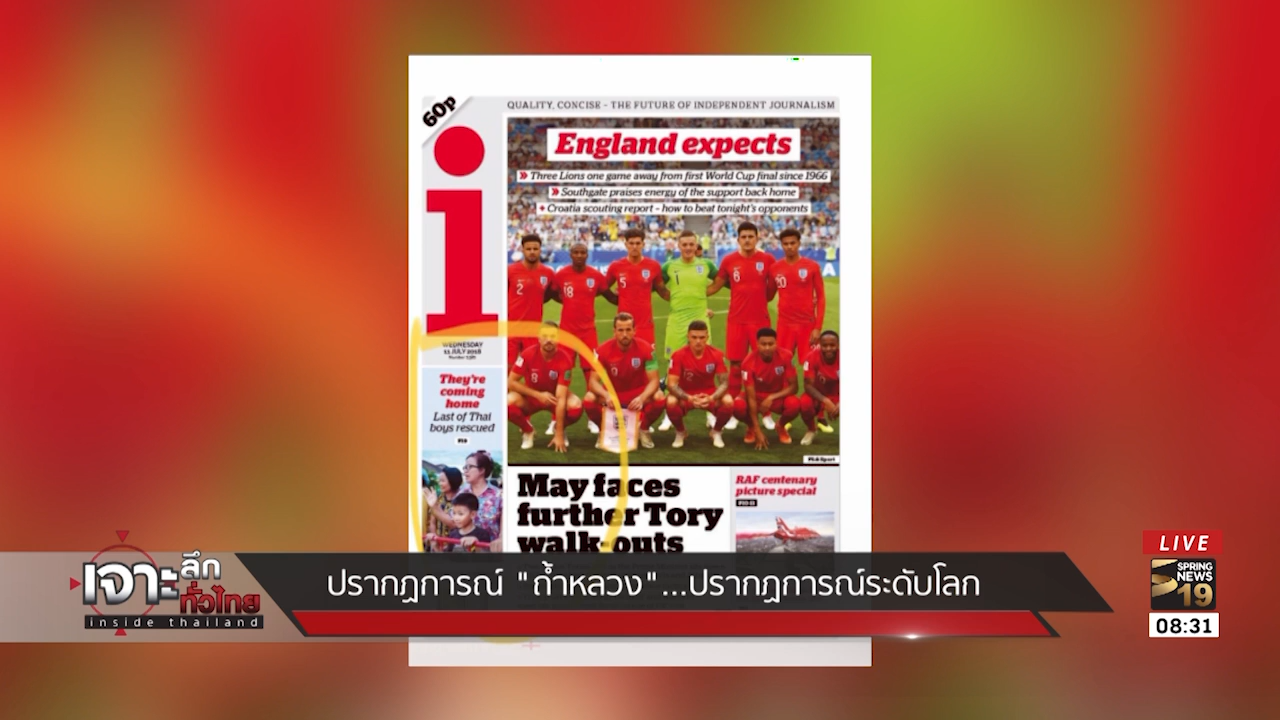 60p
QUALITY, CONCISE – THE FUTURE OF INDEPENDENT JOURNALISM
i
England expects
» Three Lions one game away from first World Cup final since 1966
» Southgate praises energy of the support back home
+ Croatia scouting report – how to beat tonight's opponents
WEDNESDAY
11 JULY 2018
They're
coming
home
Last of Thai
boys rescued
May faces
further Tory
walk-outs
RAF centenary
picture special
LIVE
SPRING
NEWS
19
08:31
เจาะลึก
ทั่วไทย
inside thailand
ปรากฏการณ์ "ถ้ำหลวง"...ปรากฏการณ์ระดับโลก